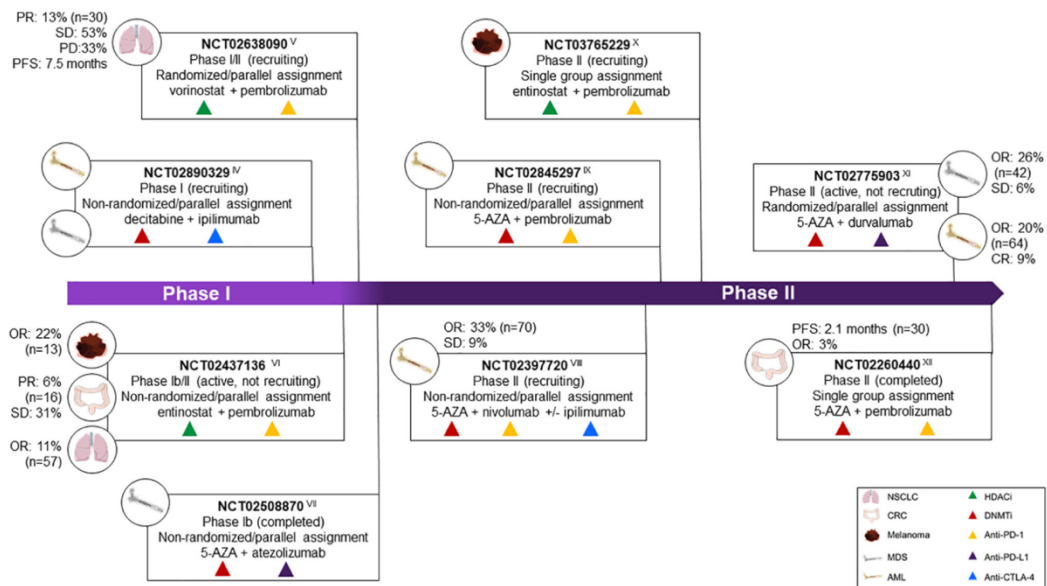 PR: 13% (n=30)
SD: 53%
PD:33%
PFS: 7.5 months
NCT02638090 V
Phase I/II (recruiting)
Randomized/parallel assignment
vorinostat + pembrolizumab
NCT03765229 X
Phase II (recruiting)
Single group assignment
entinostat + pembrolizumab
NCT02890329 IV
Phase I (recruiting)
Non-randomized/parallel assignment
decitabine + ipilimumab
NCT02845297 IX
Phase II (recruiting)
Non-randomized/parallel assignment
5-AZA + pembrolizumab
NCT02775903 XI
Phase II (active, not recruting)
Randomized/parallel assignment
5-AZA + durvalumab
OR: 26%
(n=42)
SD: 6%
OR: 20%
(n=64)
CR: 9%
Phase I
Phase II
OR: 22%
(n=13)
PR: 6%
(n=16)
SD: 31%
OR: 11%
(n=57)
NCT02437136 VI
Phase Ib/II (active, not recruiting)
Non-randomized/parallel assignment
entinostat + pembrolizumab
OR: 33% (n=70)
SD: 9%
NCT02397720 VIII
Phase II (recruiting)
Non-randomized/parallel assignment
5-AZA + nivolumab +/- ipilimumab
PFS: 2.1 months (n=30)
OR: 3%
NCT02260440 XII
Phase II (completed)
Single group assignment
5-AZA + pembrolizumab
NCT02508870 VII
Phase Ib (completed)
Non-randomized/parallel assignment
5-AZA + atezolizumab
NSCLC
HDACi
CRC
DNMTi
Melanoma
Anti-PD-1
MDS
Anti-PD-L1
AML
Anti-CTLA-4